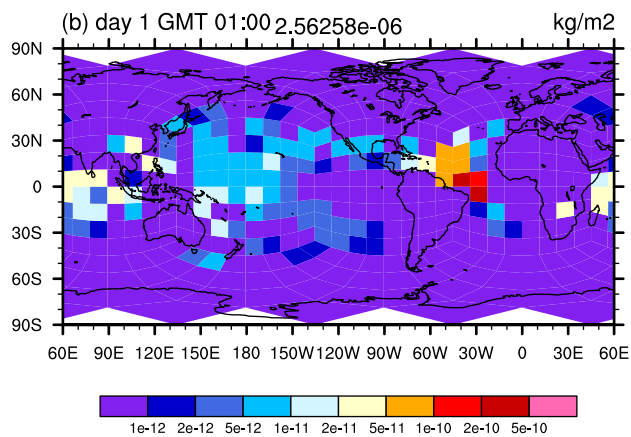 (b) day 1 GMT 01:00 2.56258e-06 kg/m2
90N
60N
30N
0
30S
60S
90S
60E 90E 120E 150E 180 150W 120W 90W 60W 30W 0 30E 60E
1e-12 2e-12 5e-12 1e-11 2e-11 5e-11 1e-10 2e-10 5e-10